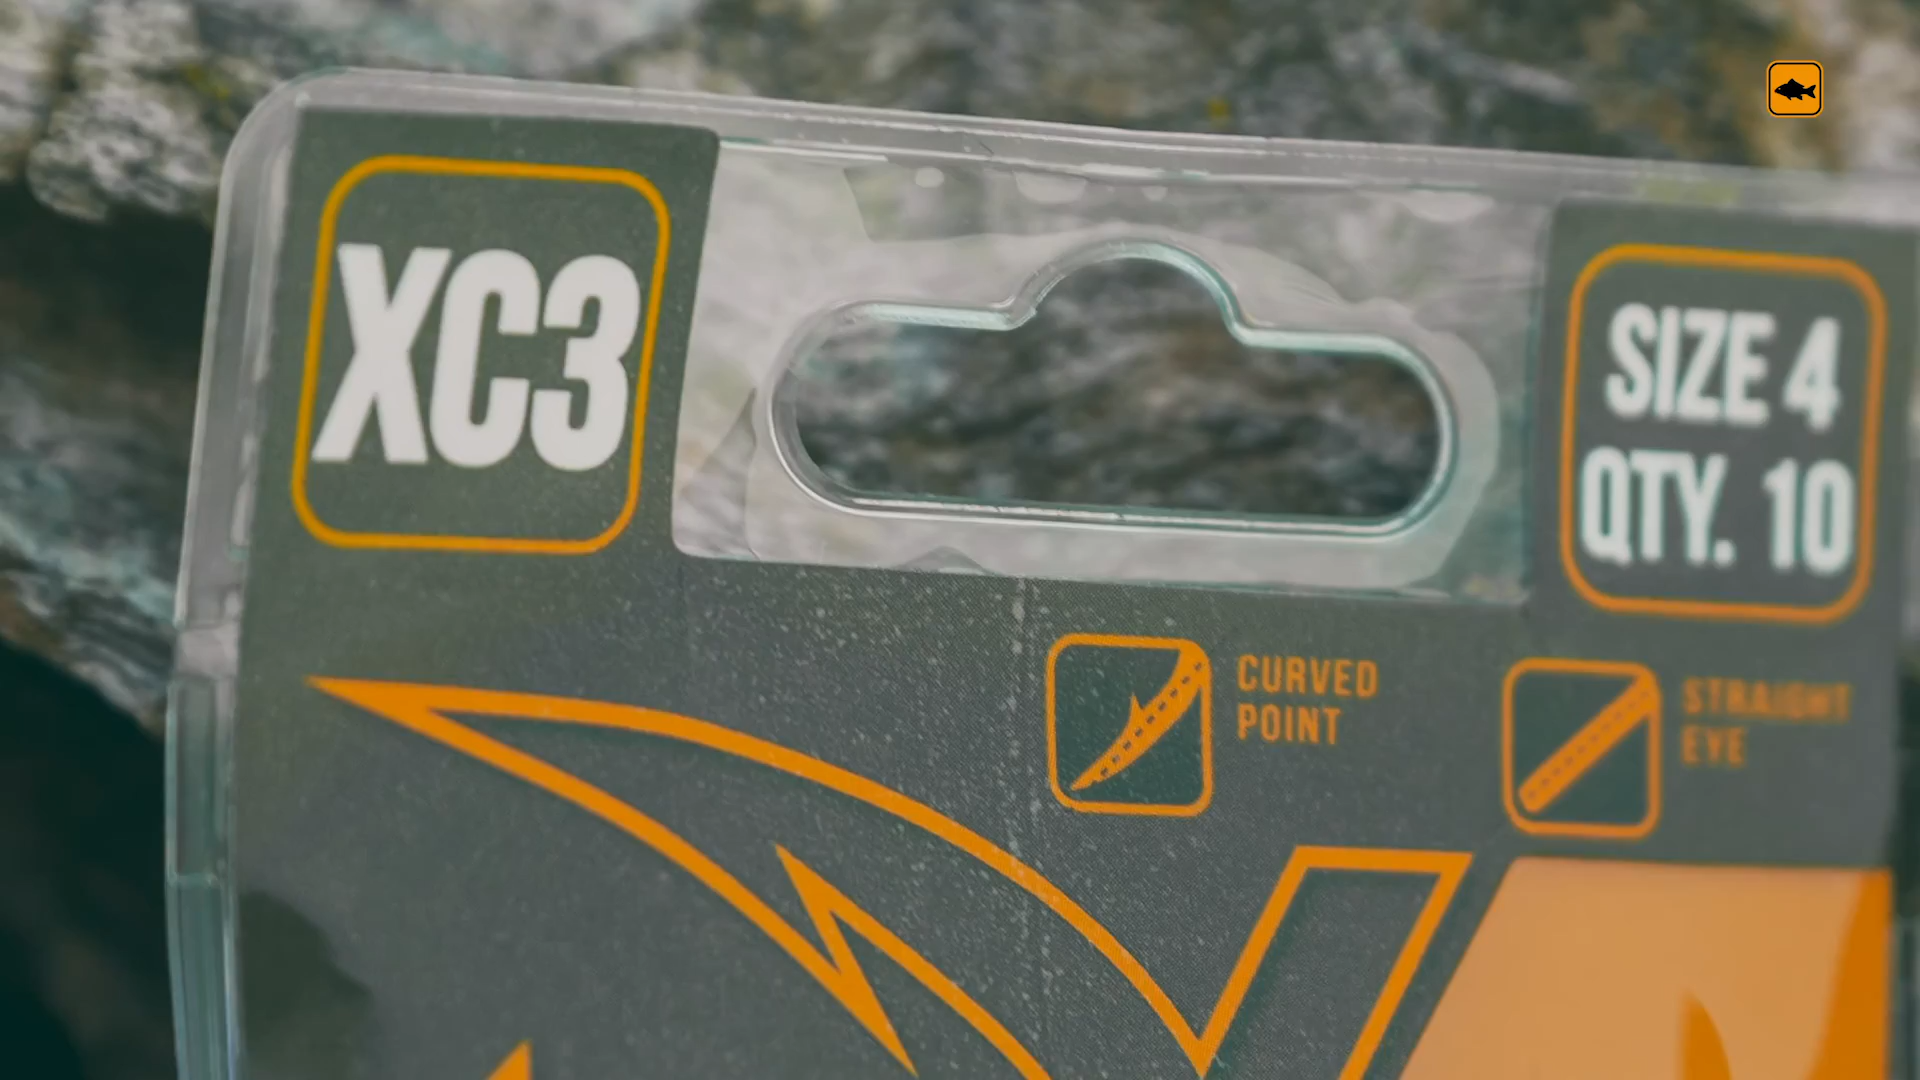 XC3
SIZE 4
QTY. 10
CURVED
POINT
STRAIGHT
EYE